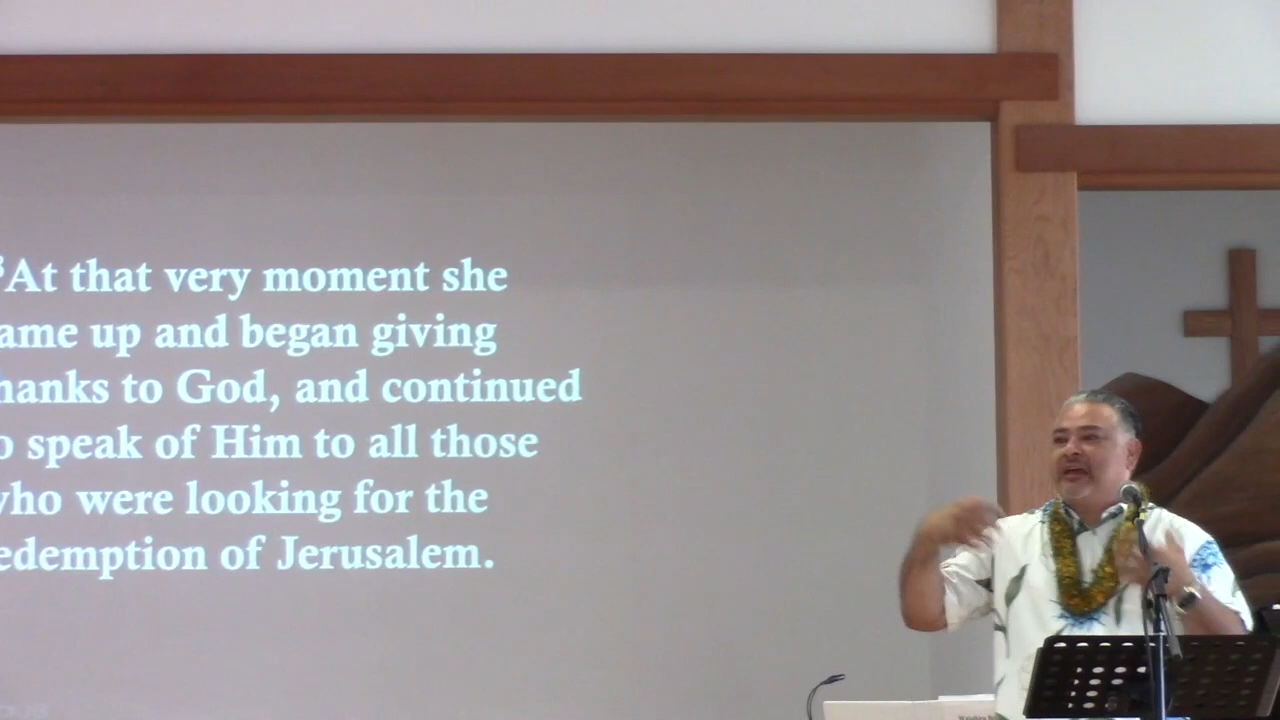 ⁸At that very moment she
ame up and began giving
hanks to God, and continued
o speak of Him to all those
who were looking for the
edemption of Jerusalem.